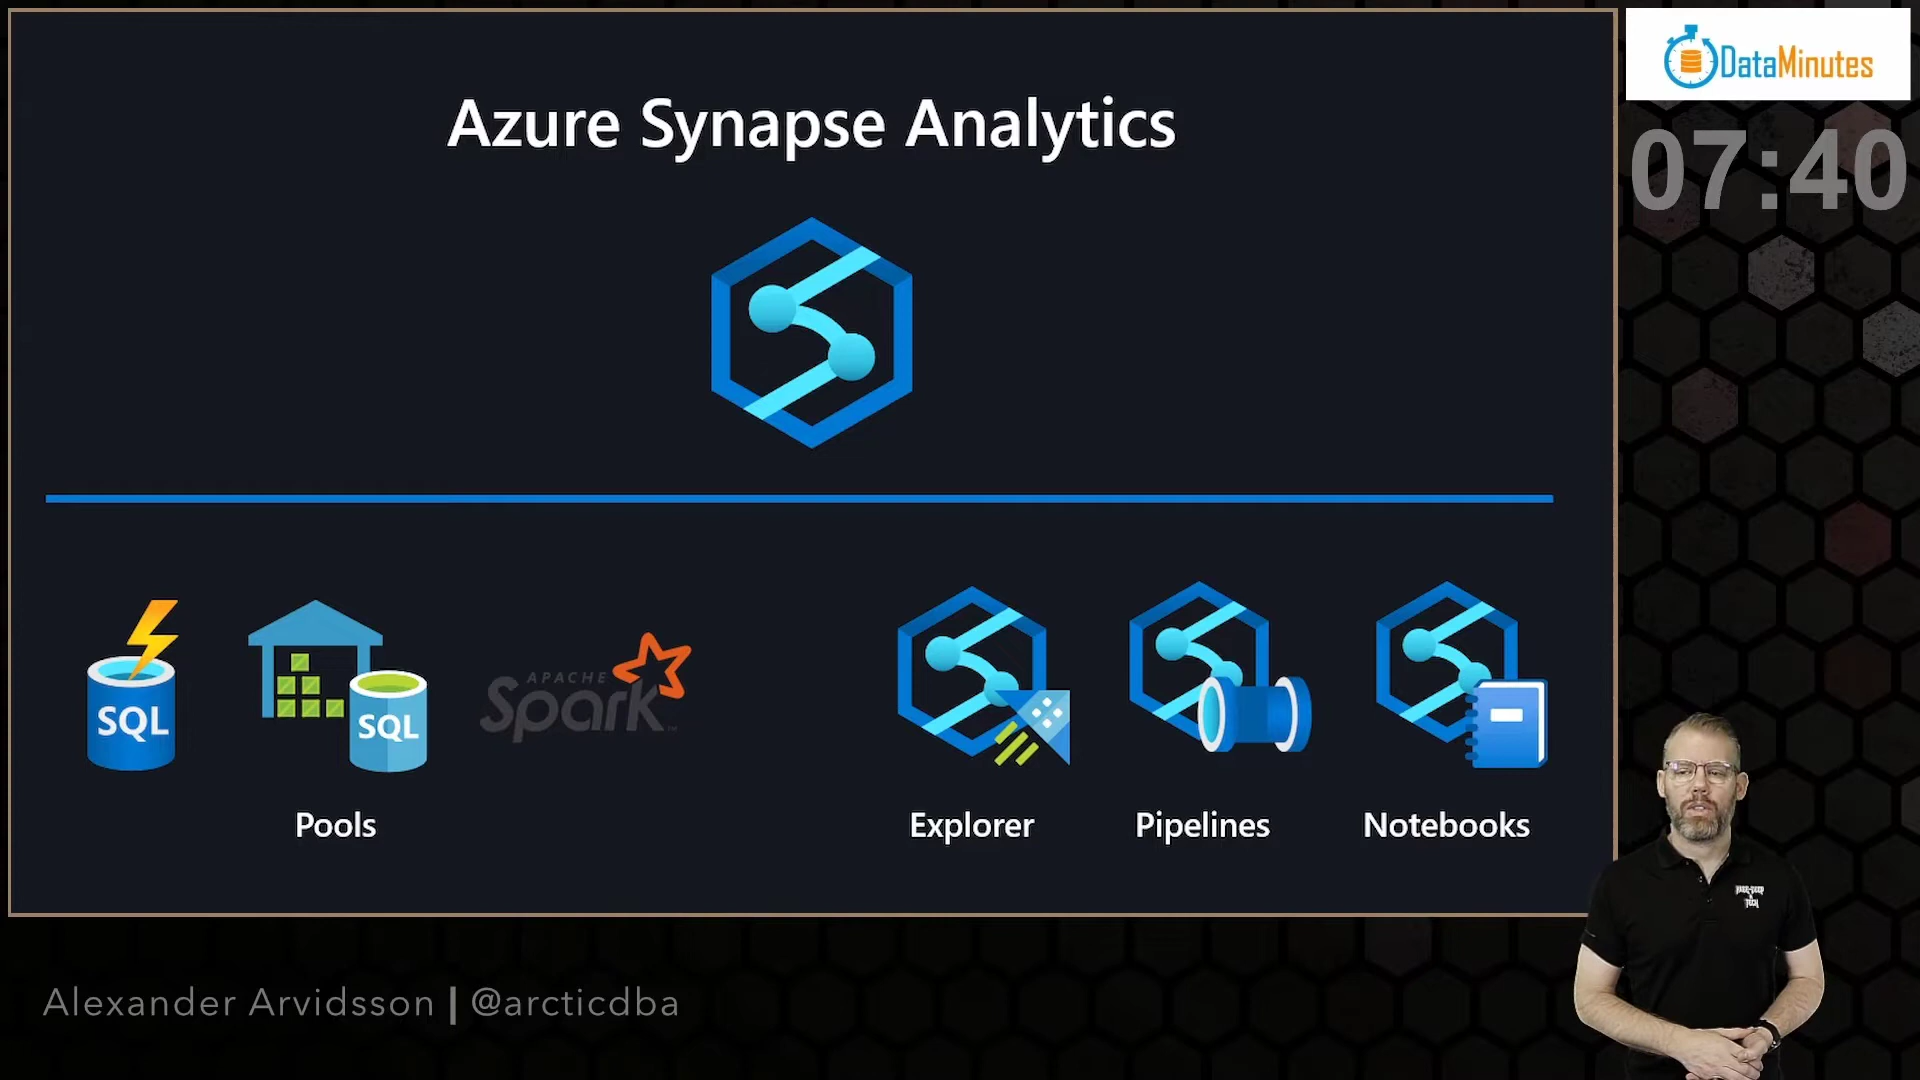 Azure Synapse Analytics
DataMinutes
07:40
SQL
SQL
APACHE
Spark
Pools
Explorer
Pipelines
Notebooks
Alexander Arvidsson | @arcticdba